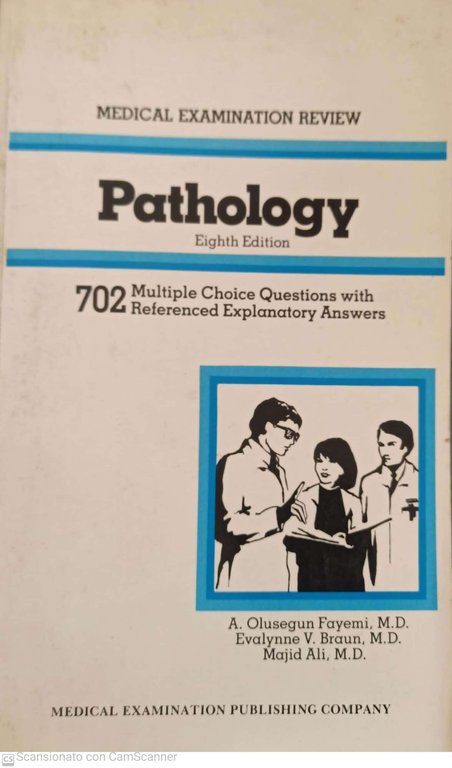 MEDICAL EXAMINATION REVIEW
Pathology
Eighth Edition
702 Multiple Choice Questions with
Referenced Explanatory Answers
A. Olusegun Fayemi, M.D.
Evalynne V. Braun, M.D.
Majid Ali, M.D.
MEDICAL EXAMINATION PUBLISHING COMPANY
CS Scansionato con CamScanner